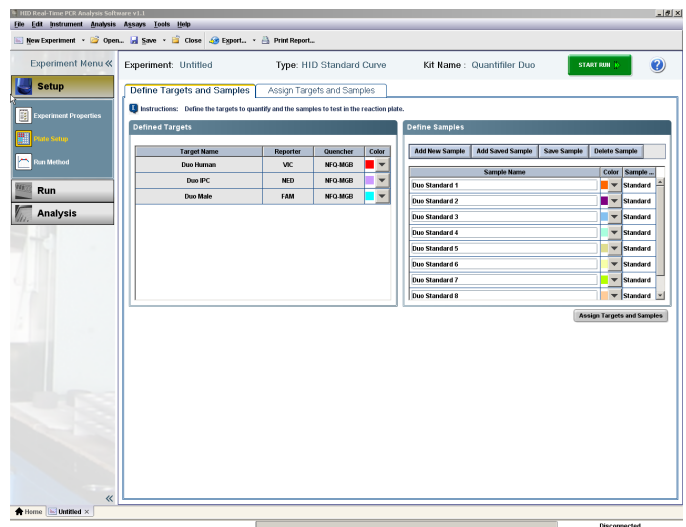 HID Real-Time PCR Analysis Software v1.1
File Edit Instrument Analysis Assays Tools Help
New Experiment Open... Save Close Export... Print Report...
Experiment Menu «
Experiment: Untitled Type: HID Standard Curve Kit Name : Quantifiler Duo START RUN
Setup
Experiment Properties
Plate Setup
Run Method
Run
Analysis
Define Targets and Samples Assign Targets and Samples
Instructions: Define the targets to quantify and the samples to test in the reaction plate.
Defined Targets
Target Name Reporter Quencher Color
Duo Human VIC NFQ-MGB
Duo IPC NED NFQ-MGB
Duo Male FAM NFQ-MGB
Define Samples
Add New Sample Add Saved Sample Save Sample Delete Sample
Sample Name Color Sample ...
Duo Standard 1 Standard
Duo Standard 2 Standard
Duo Standard 3 Standard
Duo Standard 4 Standard
Duo Standard 5 Standard
Duo Standard 6 Standard
Duo Standard 7 Standard
Duo Standard 8 Standard
Assign Targets and Samples
«
Home Untitled ×
Disconnected